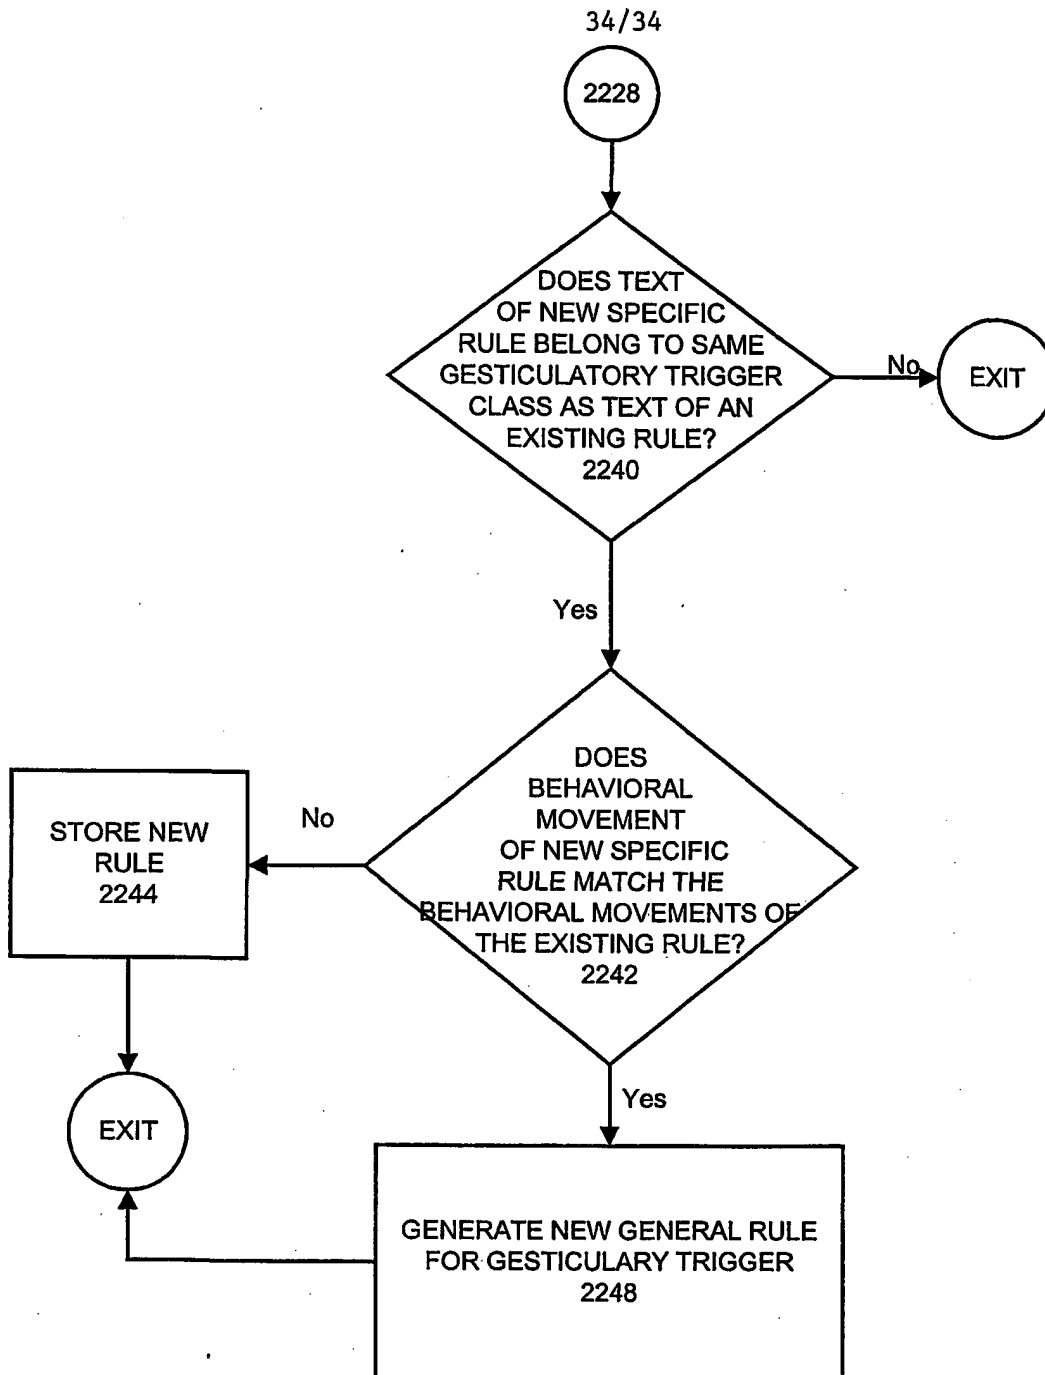 34/34
2228
DOES TEXT
OF NEW SPECIFIC
RULE BELONG TO SAME
GESTICULATORY TRIGGER
CLASS AS TEXT OF AN
EXISTING RULE?
2240
No
EXIT
Yes
DOES
BEHAVIORAL
MOVEMENT
OF NEW SPECIFIC
RULE MATCH THE
BEHAVIORAL MOVEMENTS OF
THE EXISTING RULE?
2242
No
STORE NEW
RULE
2244
EXIT
Yes
GENERATE NEW GENERAL RULE
FOR GESTICULARY TRIGGER
2248